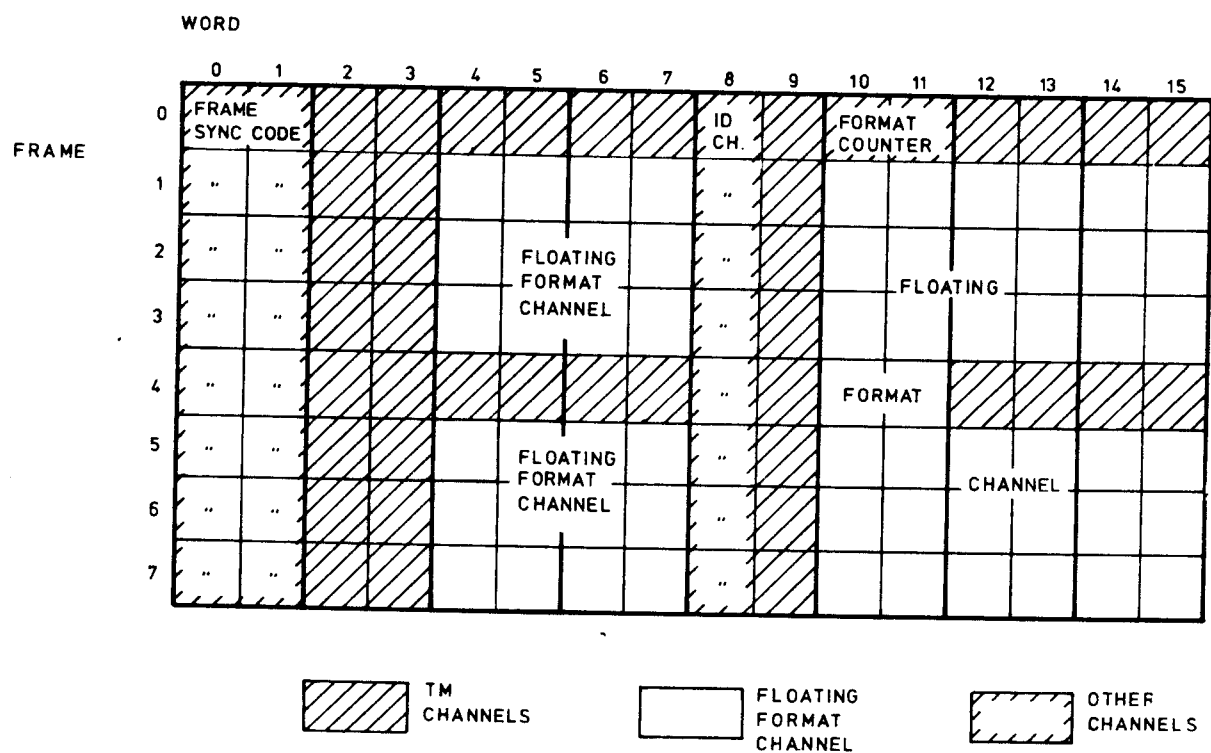 WORD
0 1 2 3 4 5 6 7 8 9 10 11 12 13 14 15
FRAME
0
FRAME
SYNC CODE
ID
CH.
FORMAT
COUNTER
1 " " "
2 " " "
FLOATING
FORMAT
CHANNEL
FLOATING
3 " " "
4 " " "
FORMAT
5 " " "
FLOATING
FORMAT
CHANNEL
CHANNEL
6 " " "
7 " " "
TM
CHANNELS
FLOATING
FORMAT
CHANNEL
OTHER
CHANNELS